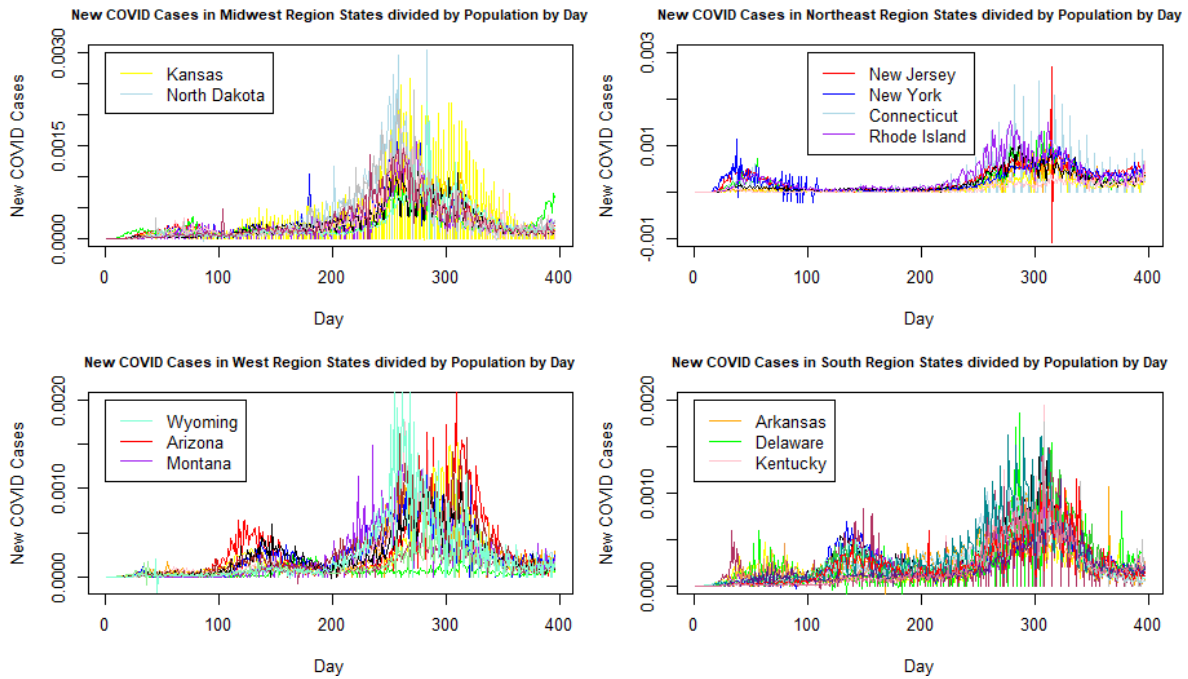 New COVID Cases in Midwest Region States divided by Population by Day
New COVID Cases
0.0000
0.0015
0.0030
Kansas
North Dakota
0
100
200
300
400
Day
New COVID Cases in Northeast Region States divided by Population by Day
New COVID Cases
-0.001
0.001
0.003
New Jersey
New York
Connecticut
Rhode Island
0
100
200
300
400
Day
New COVID Cases in West Region States divided by Population by Day
New COVID Cases
0.0000
0.0010
0.0020
Wyoming
Arizona
Montana
0
100
200
300
400
Day
New COVID Cases in South Region States divided by Population by Day
New COVID Cases
0.0000
0.0010
0.0020
Arkansas
Delaware
Kentucky
0
100
200
300
400
Day